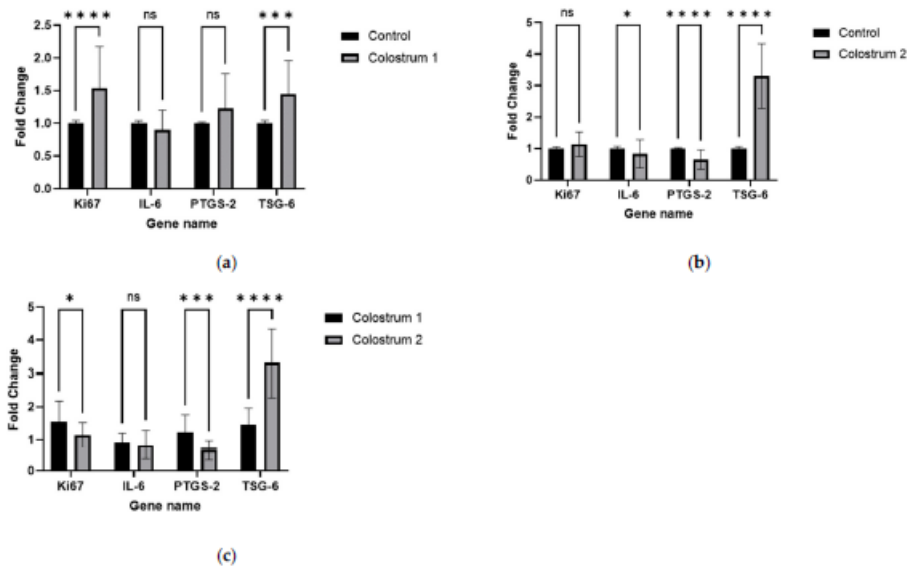 ∗∗∗∗ ns ns ∗∗∗
2.5
2.0
1.5
1.0
0.5
0.0
Fold Change
Ki67 IL-6 PTGS-2 TSG-6
Gene name
Control
Colostrum 1
(a)
ns ∗ ∗∗∗∗ ∗∗∗∗
5
4
3
2
1
0
Fold Change
Ki67 IL-6 PTGS-2 TSG-6
Gene name
Control
Colostrum 2
(b)
∗ ns ∗∗∗ ∗∗∗∗
5
4
3
2
1
0
Fold Change
Ki67 IL-6 PTGS-2 TSG-6
Gene name
Colostrum 1
Colostrum 2
(c)